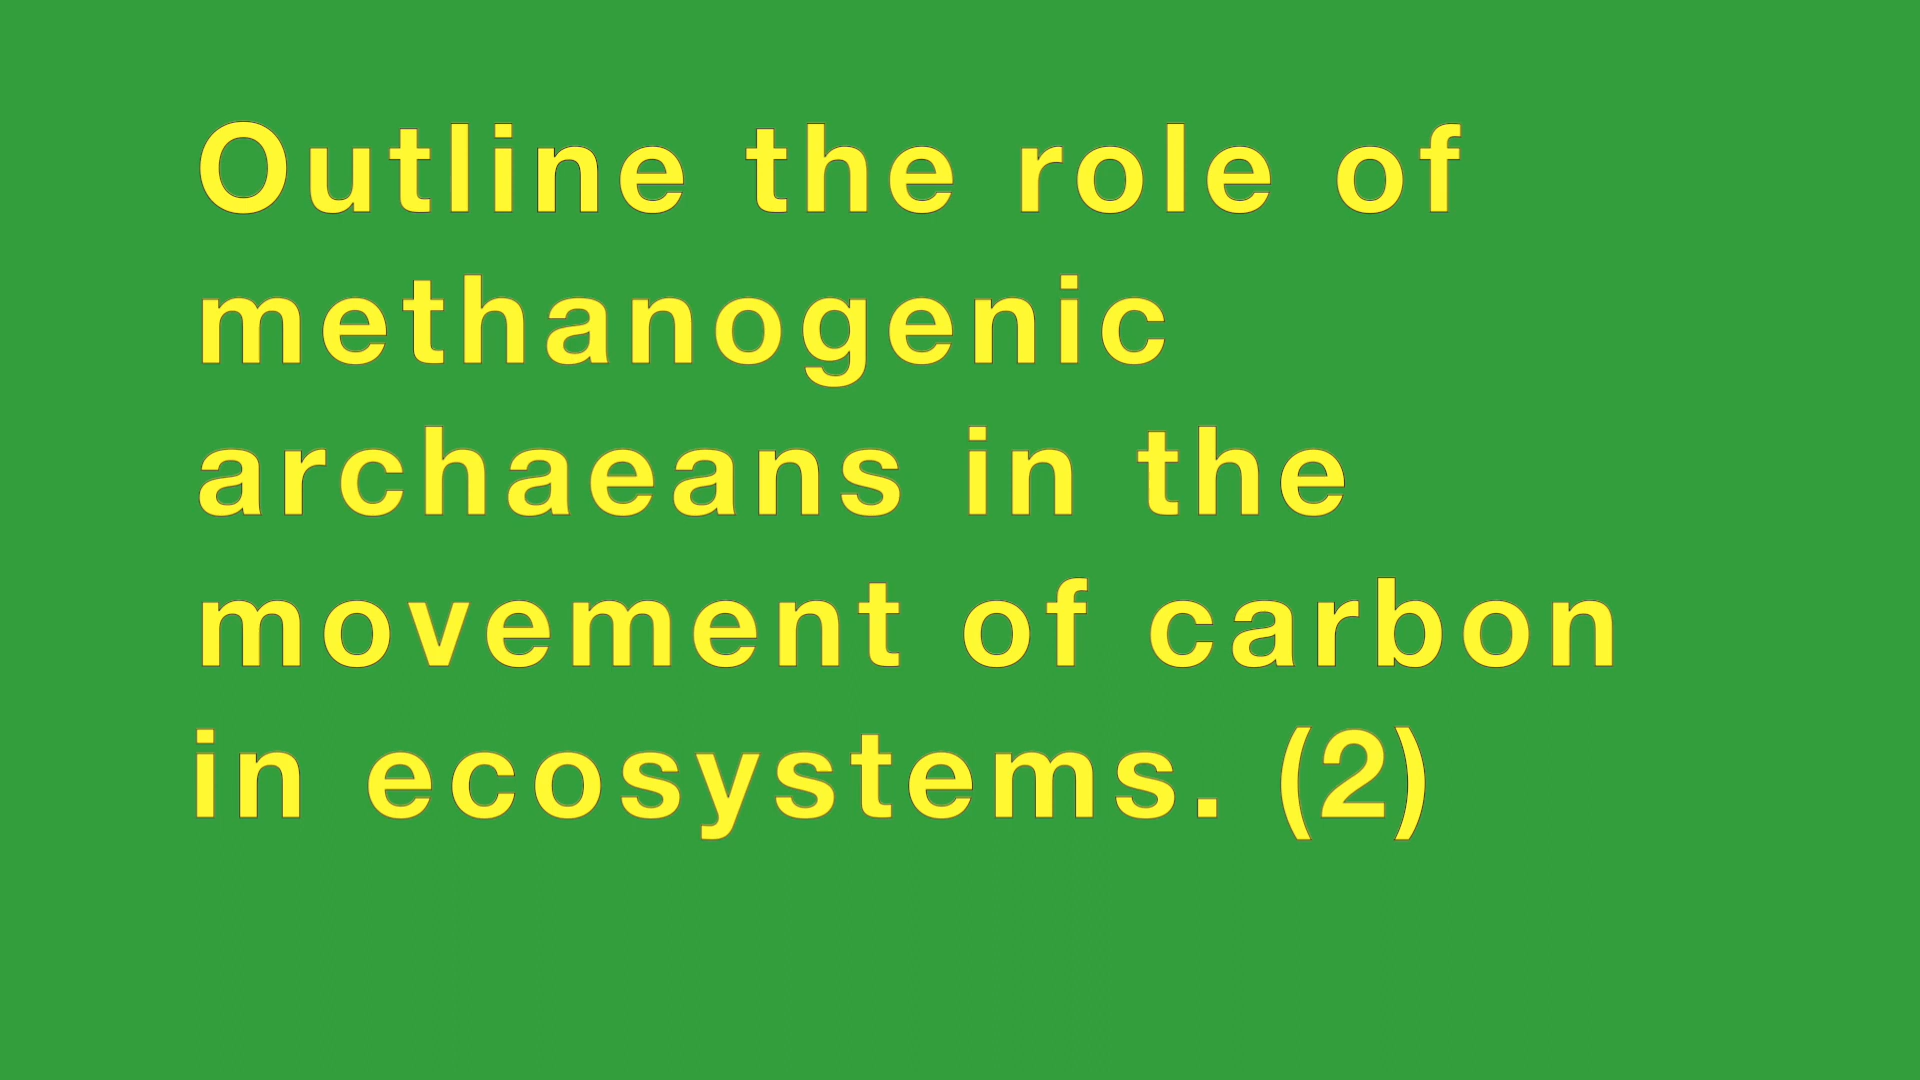 Outline the role of
methanogenic
archaeans in the
movement of carbon
in ecosystems. (2)